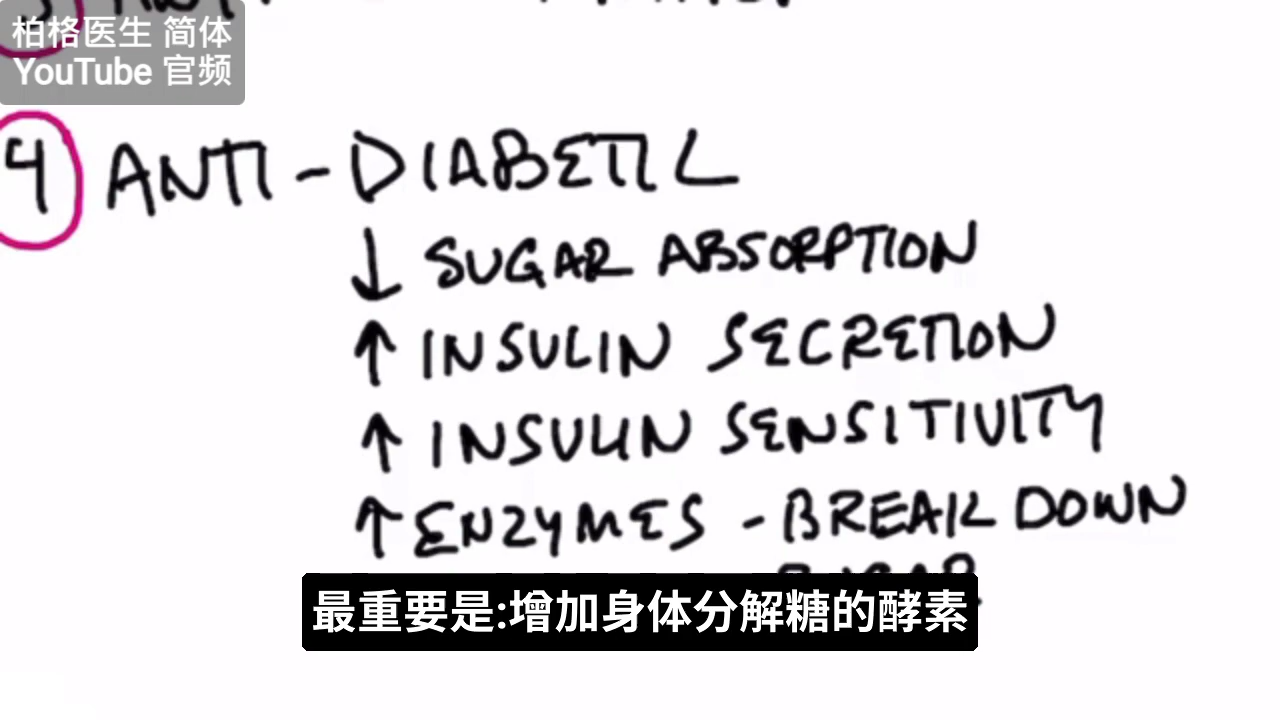 柏格医生 简体
YouTube 官频
4 ANTI-DIABETIC
↓ SUGAR ABSORPTION
↑ INSULIN SECRETION
↑ INSULIN SENSITIVITY
↑ ENZYMES - BREAK DOWN
SUGAR
最重要是:增加身体分解糖的酵素